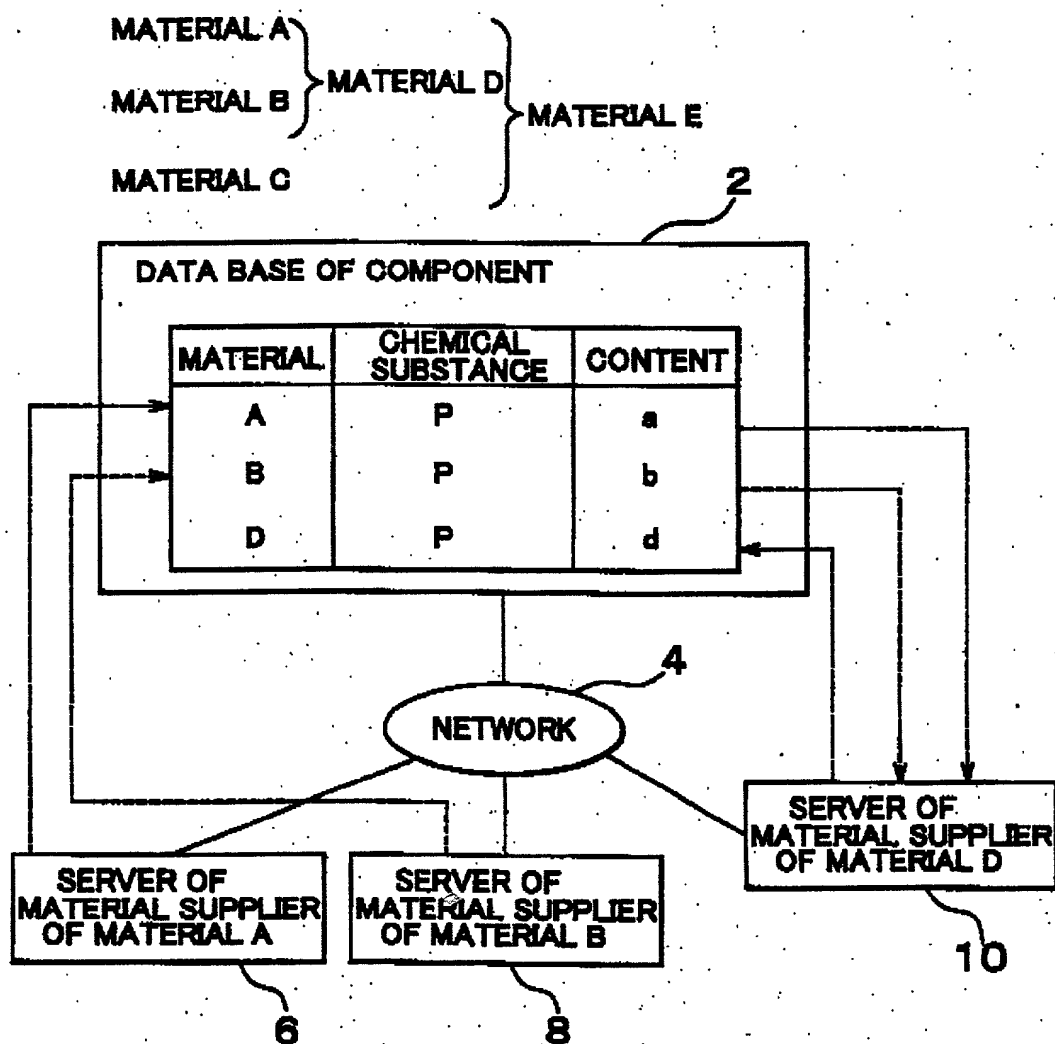 MATERIAL A
MATERIAL B
MATERIAL D
MATERIAL E
MATERIAL C
2
DATA BASE OF COMPONENT
MATERIAL CHEMICAL SUBSTANCE CONTENT
A P a
B P b
D P d
4
NETWORK
SERVER OF
MATERIAL SUPPLIER
OF MATERIAL A
6
SERVER OF
MATERIAL SUPPLIER
OF MATERIAL B
8
SERVER OF
MATERIAL SUPPLIER
OF MATERIAL D
10